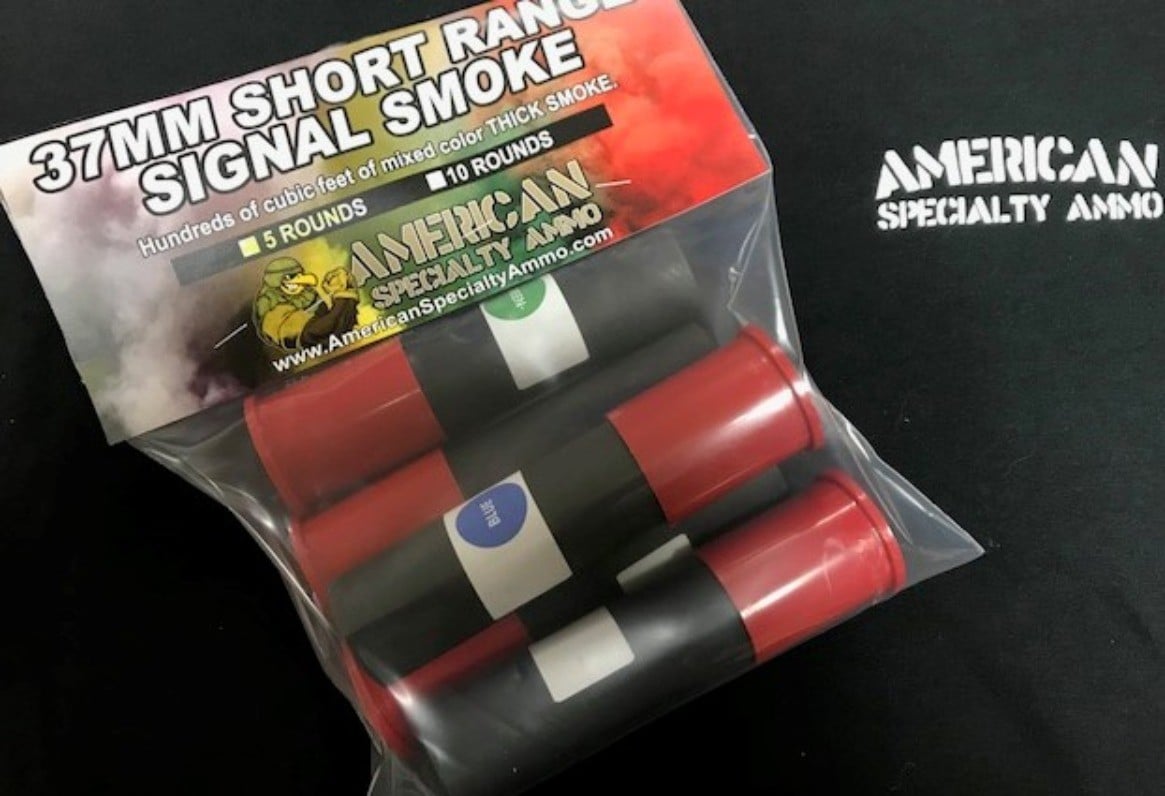 37MM SHORT RANGE
SIGNAL SMOKE
Hundreds of cubic feet of mixed color THICK SMOKE.
5 ROUNDS 10 ROUNDS
AMERICAN
SPECIALTY AMMO
www.AmericanSpecialtyAmmo.com
BLUE
AMERICAN
SPECIALTY AMMO